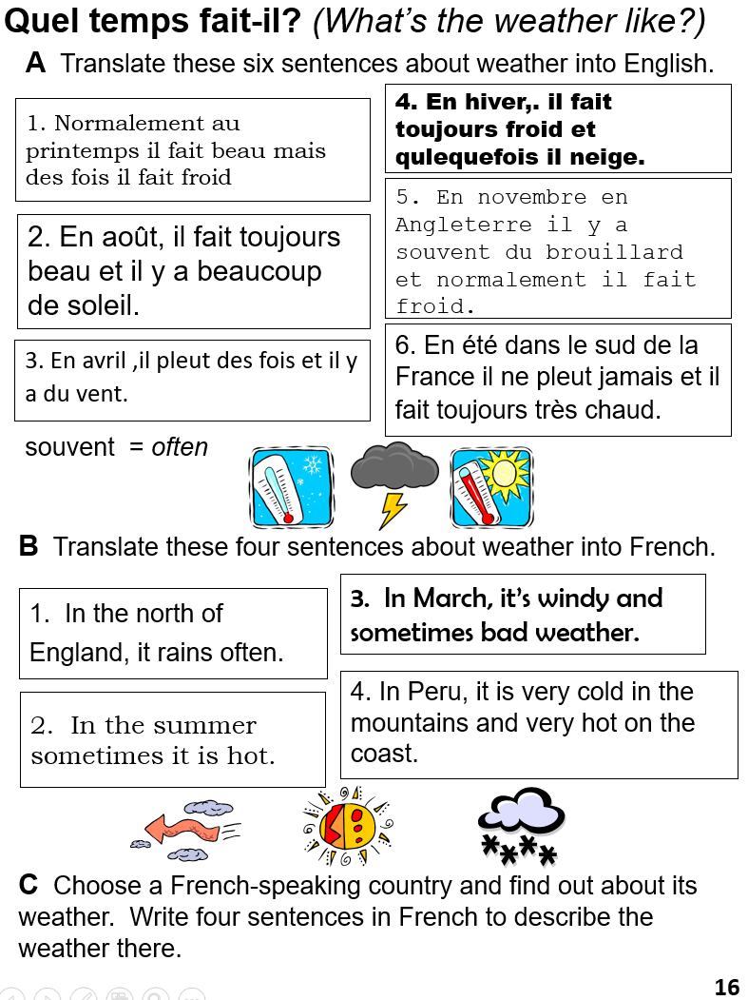 Quel temps fait-il? (What's the weather like?)
A Translate these six sentences about weather into English.
1. Normalement au
printemps il fait beau mais
des fois il fait froid
2. En août, il fait toujours
beau et il y a beaucoup
de soleil.
3. En avril ,il pleut des fois et il y
a du vent.
4. En hiver,. il fait
toujours froid et
qulequefois il neige.
5. En novembre en
Angleterre il y a
souvent du brouillard
et normalement il fait
froid.
6. En été dans le sud de la
France il ne pleut jamais et il
fait toujours très chaud.
souvent = often
B Translate these four sentences about weather into French.
1. In the north of
England, it rains often.
2. In the summer
sometimes it is hot.
3. In March, it's windy and
sometimes bad weather.
4. In Peru, it is very cold in the
mountains and very hot on the
coast.
C Choose a French-speaking country and find out about its
weather. Write four sentences in French to describe the
weather there.
16